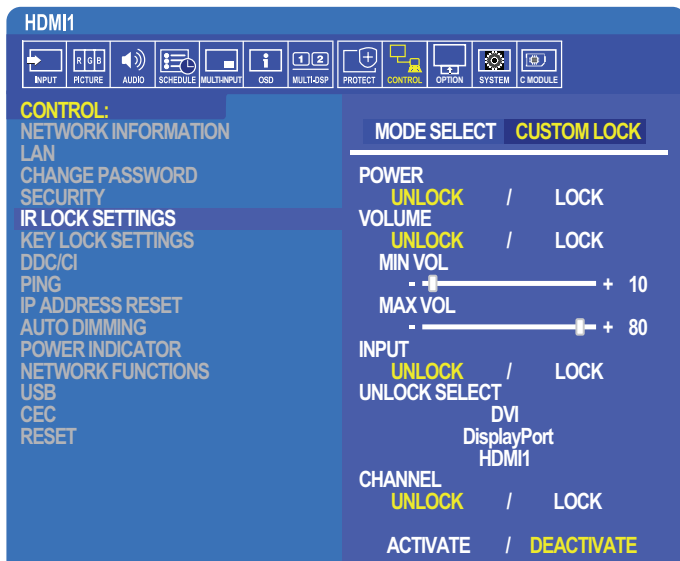 HDMI1
INPUT PICTURE AUDIO SCHEDULE MULTI-INPUT OSD MULTI-DSP PROTECT CONTROL OPTION SYSTEM C MODULE
R G B
1 2
CONTROL:
NETWORK INFORMATION
LAN
CHANGE PASSWORD
SECURITY
IR LOCK SETTINGS
KEY LOCK SETTINGS
DDC/CI
PING
IP ADDRESS RESET
AUTO DIMMING
POWER INDICATOR
NETWORK FUNCTIONS
USB
CEC
RESET
MODE SELECT CUSTOM LOCK
POWER
UNLOCK / LOCK
VOLUME
UNLOCK / LOCK
MIN VOL
- + 10
MAX VOL
- + 80
INPUT
UNLOCK / LOCK
UNLOCK SELECT
DVI
DisplayPort
HDMI1
CHANNEL
UNLOCK / LOCK
ACTIVATE / DEACTIVATE